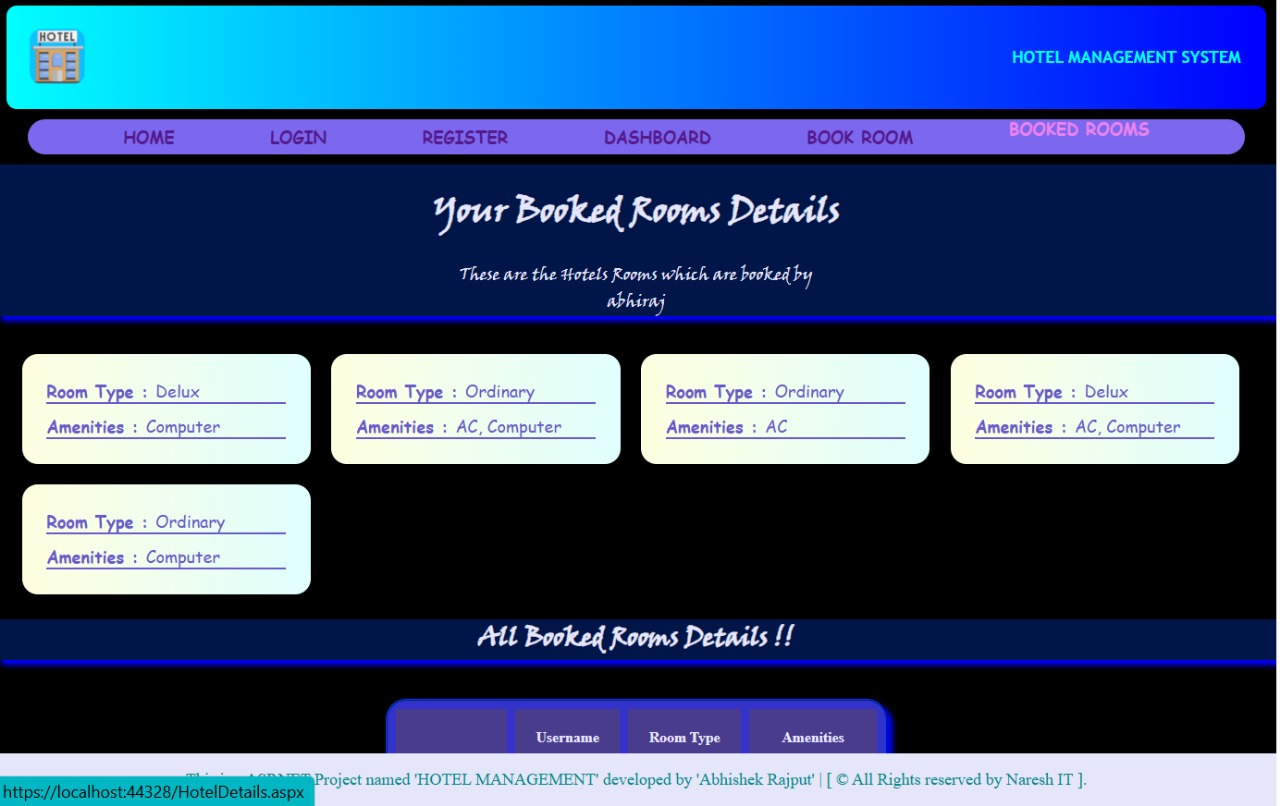 HOTEL
HOTEL MANAGEMENT SYSTEM
HOME LOGIN REGISTER DASHBOARD BOOK ROOM BOOKED ROOMS
Your Booked Rooms Details
These are the Hotels Rooms which are booked by
abhiraj
Room Type : Delux
Amenities : Computer
Room Type : Ordinary
Amenities : AC, Computer
Room Type : Ordinary
Amenities : AC
Room Type : Delux
Amenities : AC, Computer
Room Type : Ordinary
Amenities : Computer
All Booked Rooms Details !!
Username Room Type Amenities
Project named 'HOTEL MANAGEMENT' developed by 'Abhishek Rajput' | [ © All Rights reserved by Naresh IT ].
https://localhost:44328/HotelDetails.aspx